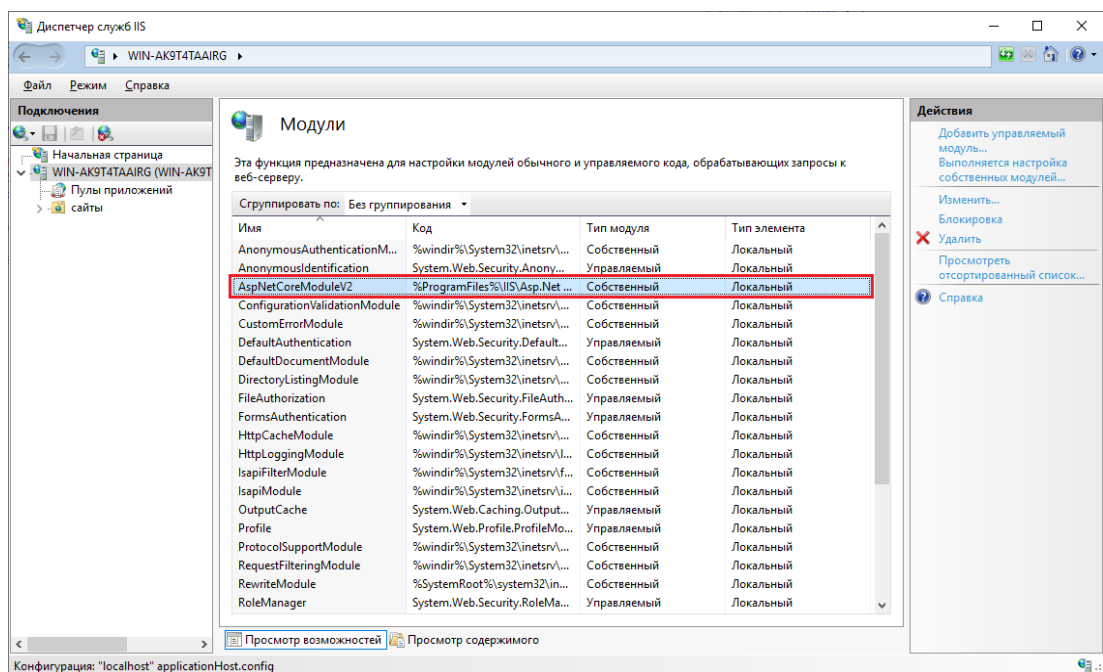 Диспетчер служб IIS
WIN-AK9T4TAAIRG
Файл Режим Справка
Подключения
Начальная страница
WIN-AK9T4TAAIRG (WIN-AK9T
Пулы приложений
сайты
Модули
Эта функция предназначена для настройки модулей обычного и управляемого кода, обрабатывающих запросы к
веб-серверу.
Сгруппировать по: Без группирования
Имя Код Тип модуля Тип элемента
AnonymousAuthenticationM... %windir%\System32\inetsrv\... Собственный Локальный
AnonymousIdentification System.Web.Security.Anony... Управляемый Локальный
AspNetCoreModuleV2 %ProgramFiles%\IIS\Asp.Net ... Собственный Локальный
ConfigurationValidationModule %windir%\System32\inetsrv\... Собственный Локальный
CustomErrorModule %windir%\System32\inetsrv\... Собственный Локальный
DefaultAuthentication System.Web.Security.Default... Управляемый Локальный
DefaultDocumentModule %windir%\System32\inetsrv\... Собственный Локальный
DirectoryListingModule %windir%\System32\inetsrv\... Собственный Локальный
FileAuthorization System.Web.Security.FileAuth... Управляемый Локальный
FormsAuthentication System.Web.Security.FormsA... Управляемый Локальный
HttpCacheModule %windir%\System32\inetsrv\... Собственный Локальный
HttpLoggingModule %windir%\System32\inetsrv\l... Собственный Локальный
IsapiFilterModule %windir%\System32\inetsrv\f... Собственный Локальный
IsapiModule %windir%\System32\inetsrv\i... Собственный Локальный
OutputCache System.Web.Caching.Output... Управляемый Локальный
Profile System.Web.Profile.ProfileMo... Управляемый Локальный
ProtocolSupportModule %windir%\System32\inetsrv\... Собственный Локальный
RequestFilteringModule %windir%\System32\inetsrv\... Собственный Локальный
RewriteModule %SystemRoot%\system32\in... Собственный Локальный
RoleManager System.Web.Security.RoleMa... Управляемый Локальный
Просмотр возможностей Просмотр содержимого
Действия
Добавить управляемый
модуль...
Выполняется настройка
собственных модулей...
Изменить...
Блокировка
Удалить
Просмотреть
отсортированный список...
Справка
Конфигурация: "localhost" applicationHost.config